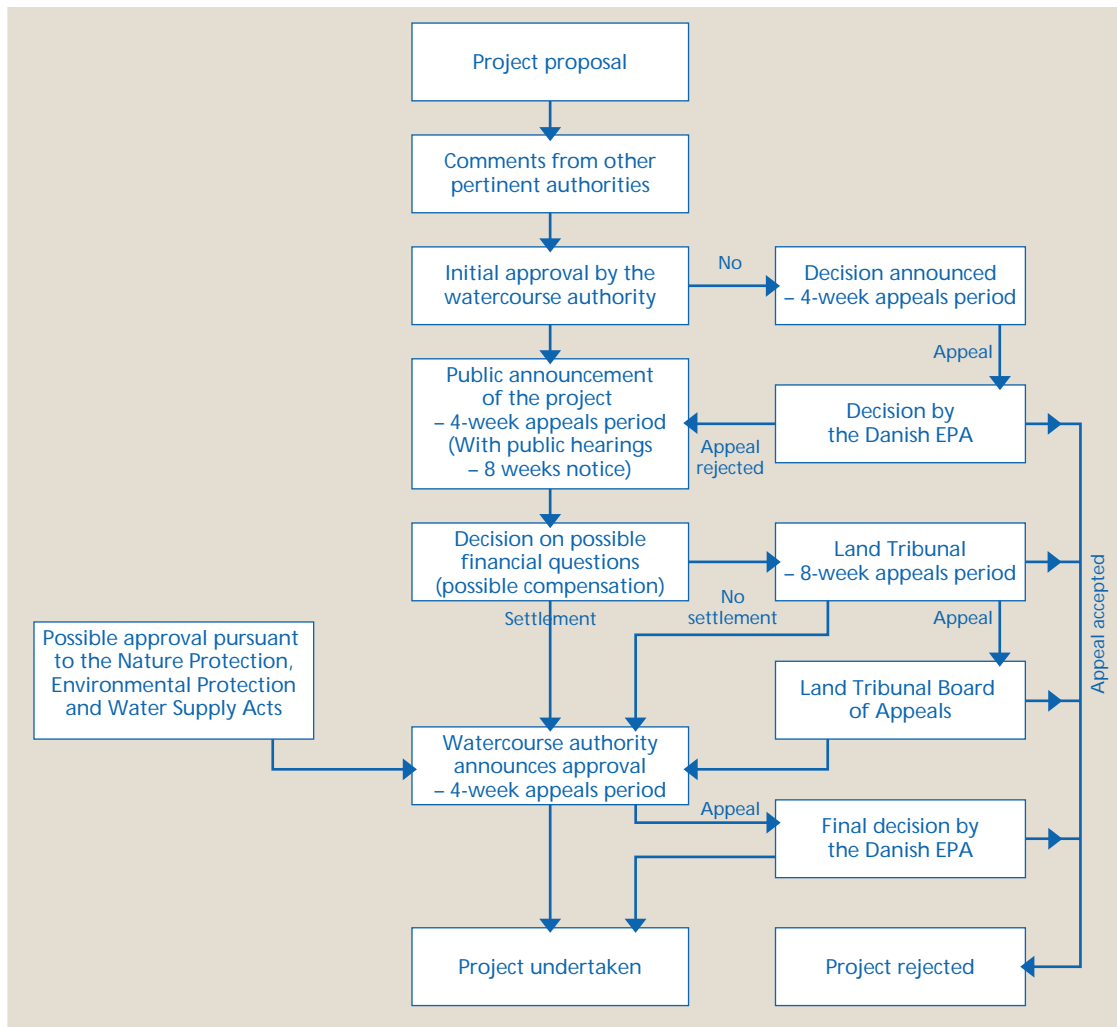 Project proposal
Comments from other
pertinent authorities
Initial approval by the
watercourse authority
No
Decision announced
– 4-week appeals period
Appeal
Public announcement
of the project
– 4-week appeals period
(With public hearings
– 8 weeks notice)
Appeal
rejected
Decision by
the Danish EPA
Decision on possible
financial questions
(possible compensation)
Land Tribunal
– 8-week appeals period
Settlement
No
settlement
Appeal
Appeal accepted
Possible approval pursuant
to the Nature Protection,
Environmental Protection
and Water Supply Acts
Land Tribunal Board
of Appeals
Watercourse authority
announces approval
– 4-week appeals period
Appeal
Final decision by
the Danish EPA
Project undertaken
Project rejected